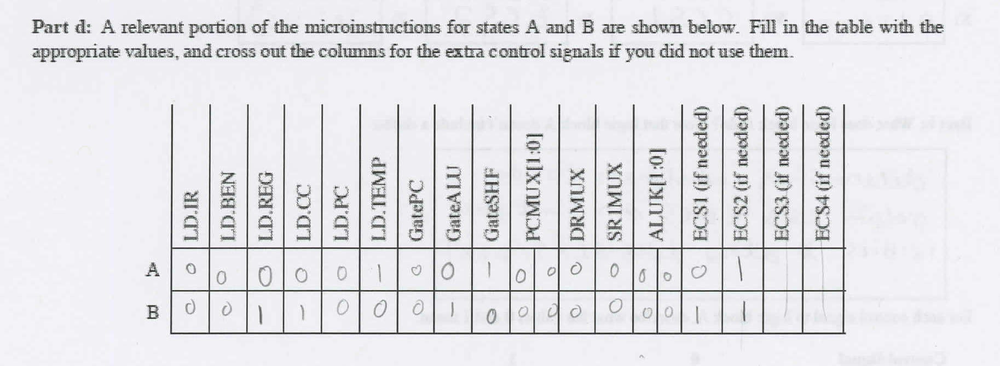 Part d: A relevant portion of the microinstructions for states A and B are shown below. Fill in the table with the
appropriate values, and cross out the columns for the extra control signals if you did not use them.
LD.IR
LD.BEN
LD.REG
LD.CC
LD.PC
LD.TEMP
GatePC
GateALU
GateSHF
PCMUX[1:0]
DRMUX
SR1MUX
ALUK[1:0]
ECS1 (if needed)
ECS2 (if needed)
ECS3 (if needed)
ECS4 (if needed)
A 0 0 0 0 0 1 0 0 1 0 0 0 0 0 0 0 1
B 0 0 1 1 0 0 0 1 0 0 0 0 0 0 0 1 1